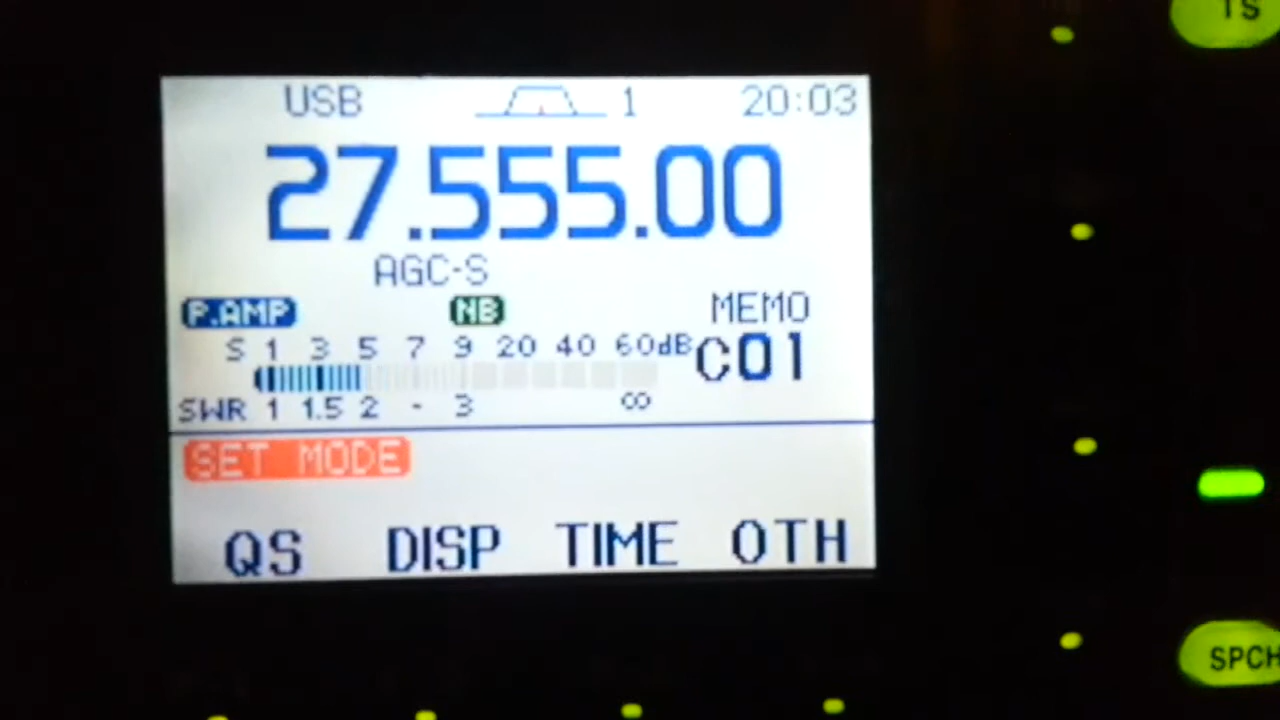 TS
USB 1 20:03
27.555.00
AGC-S
P.AMP NB MEMO
S 1 3 5 7 9 20 40 60dB C01
SWR 1 1.5 2 - 3 ∞
SET MODE
QS DISP TIME OTH
SPCH